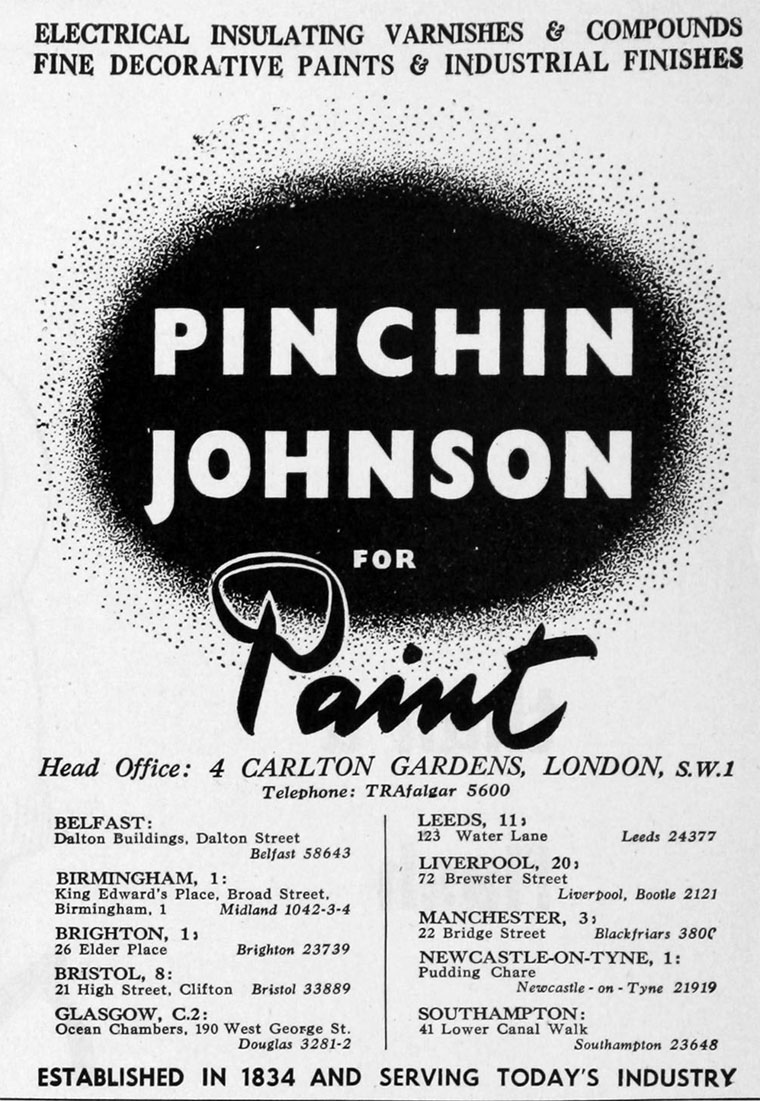 ELECTRICAL INSULATING VARNISHES & COMPOUNDS
FINE DECORATIVE PAINTS & INDUSTRIAL FINISHES
PINCHIN
JOHNSON
FOR
Paint
Head Office: 4 CARLTON GARDENS, LONDON, S.W.1
Telephone: TRAfalgar 5600
BELFAST:
Dalton Buildings, Dalton Street
Belfast 58643
BIRMINGHAM, 1:
King Edward's Place, Broad Street,
Birmingham, 1 Midland 1042-3-4
BRIGHTON, 1:
26 Elder Place Brighton 23739
BRISTOL, 8:
21 High Street, Clifton Bristol 33889
GLASGOW, C.2:
Ocean Chambers, 190 West George St.
Douglas 3281-2
LEEDS, 11:
123 Water Lane Leeds 24377
LIVERPOOL, 20:
72 Brewster Street
Liverpool, Bootle 2121
MANCHESTER, 3:
22 Bridge Street Blackfriars 3800
NEWCASTLE-ON-TYNE, 1:
Pudding Chare
Newcastle - on - Tyne 21919
SOUTHAMPTON:
41 Lower Canal Walk
Southampton 23648
ESTABLISHED IN 1834 AND SERVING TODAY'S INDUSTRY